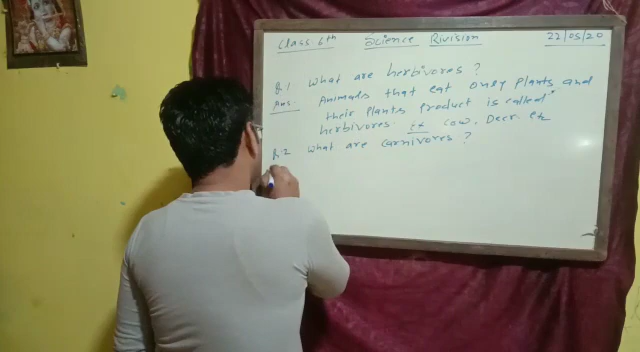 Class. 6th Science Rivision 22/05/20
Q.1 What are herbivores?
Ans: Animals that eat only plants and
their plants product is called
herbivores. Ex cow. Deer. etc
Q.2 What are carnivores?